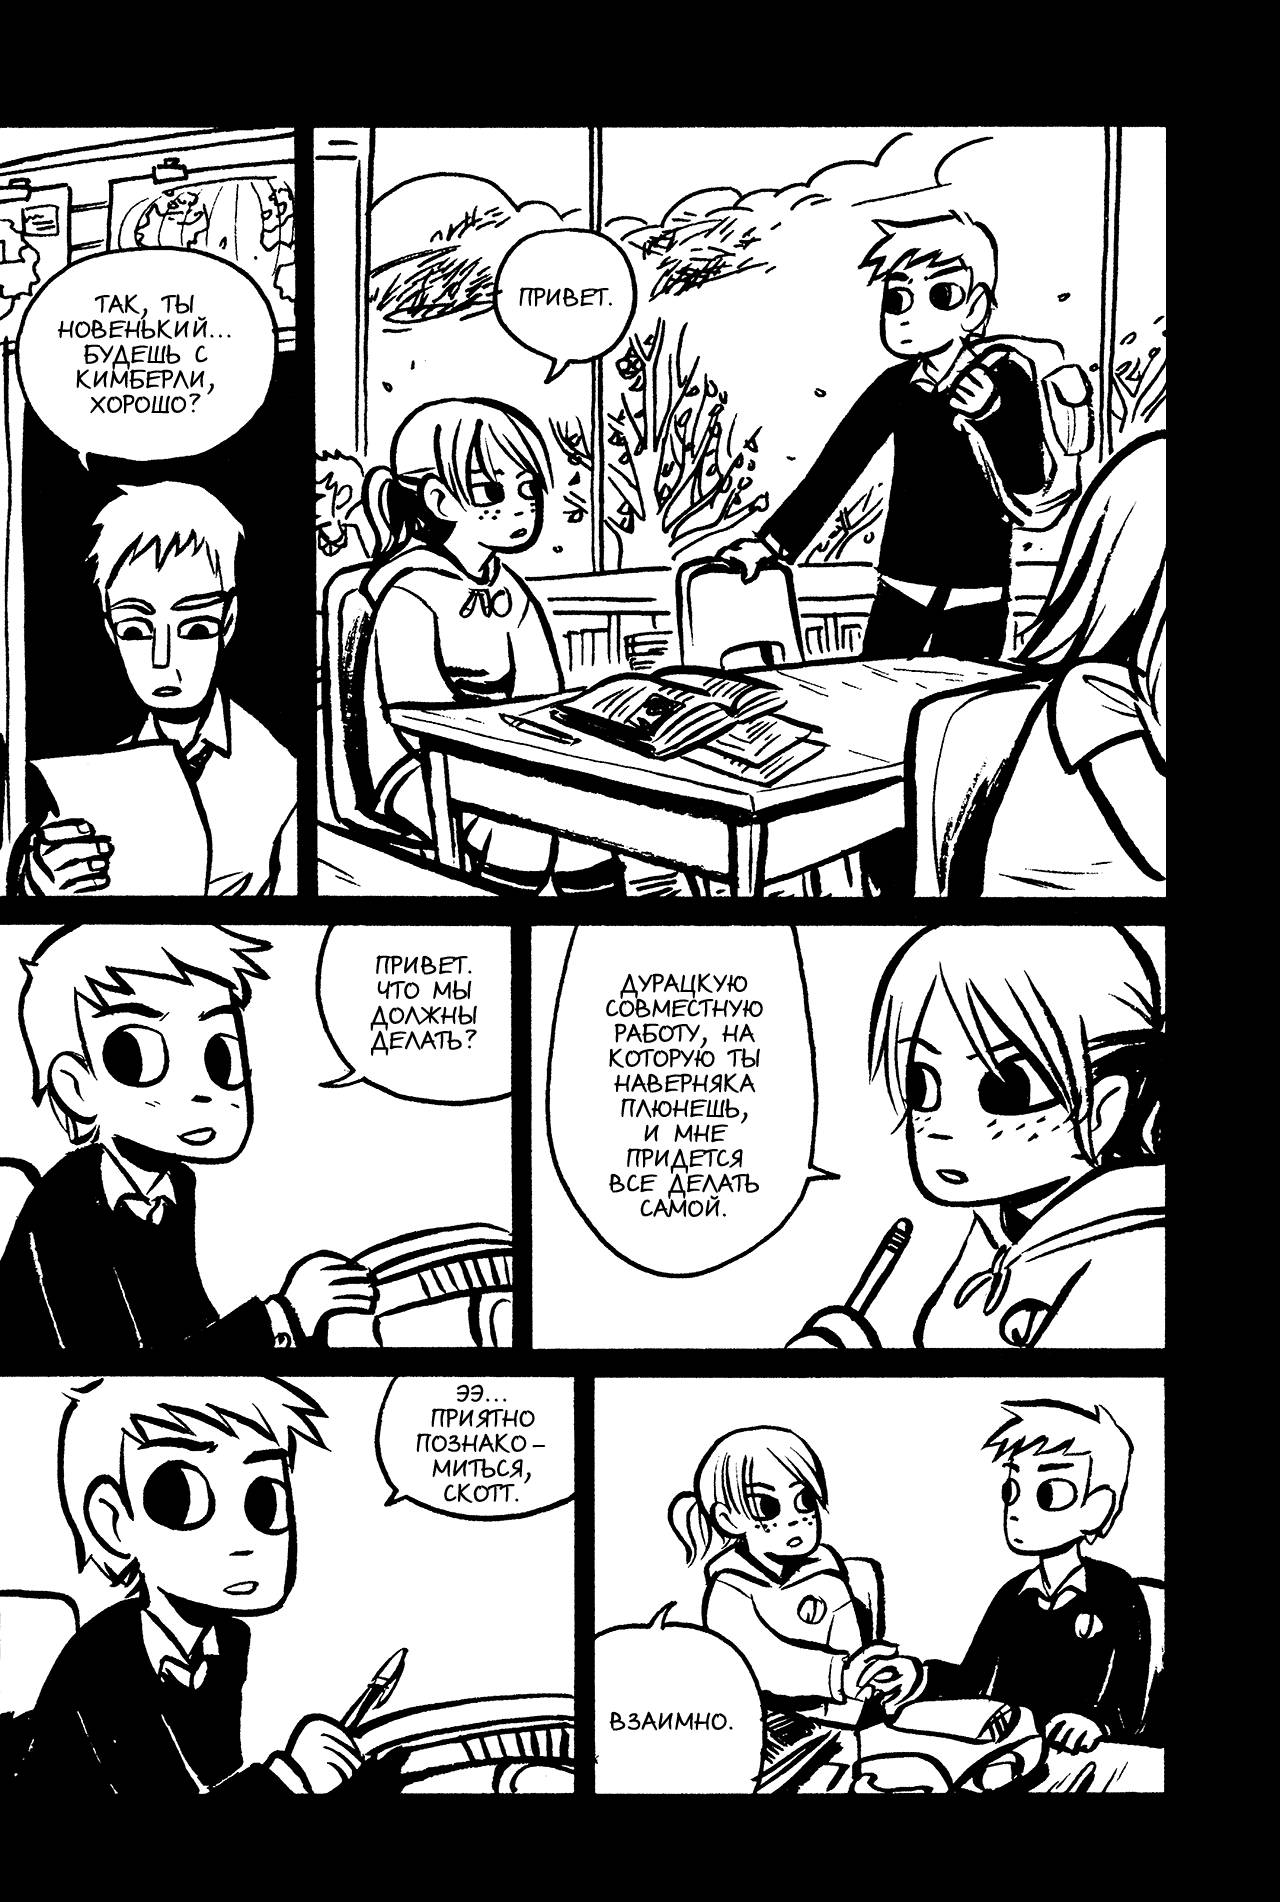 ТАК, ТЫ
НОВЕНЬКИЙ...
БУДЕШЬ С
КИМБЕРЛИ,
ХОРОШО?
ПРИВЕТ.
ПРИВЕТ.
ЧТО МЫ
ДОЛЖНЫ
ДЕЛАТЬ?
ДУРАЦКУЮ
СОВМЕСТНУЮ
РАБОТУ, НА
КОТОРУЮ ТЫ
НАВЕРНЯКА
ПЛЮНЕШЬ,
И МНЕ
ПРИДЕТСЯ
ВСЕ ДЕЛАТЬ
САМОЙ.
ЭЭ...
ПРИЯТНО
ПОЗНАКО –
МИТЬСЯ,
СКОТТ.
ВЗАИМНО.